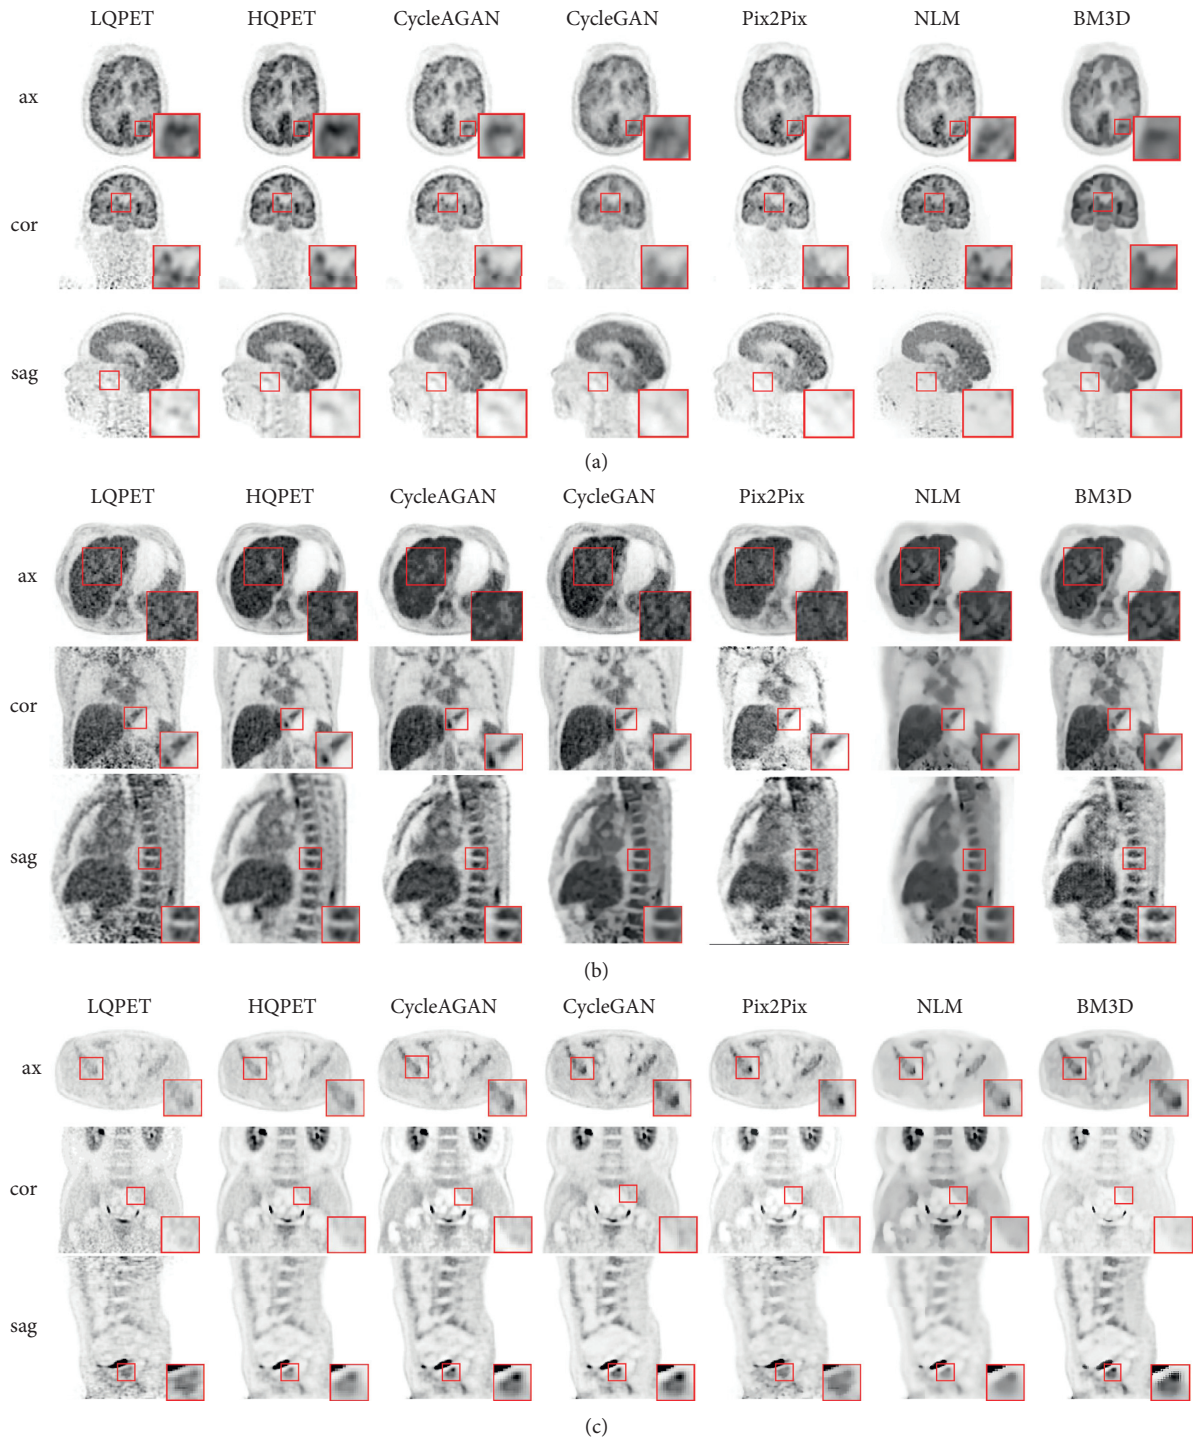 LQPET HQPET CycleAGAN CycleGAN Pix2Pix NLM BM3D
ax
cor
sag
(a)
LQPET HQPET CycleAGAN CycleGAN Pix2Pix NLM BM3D
ax
cor
sag
(b)
LQPET HQPET CycleAGAN CycleGAN Pix2Pix NLM BM3D
ax
cor
sag
(c)